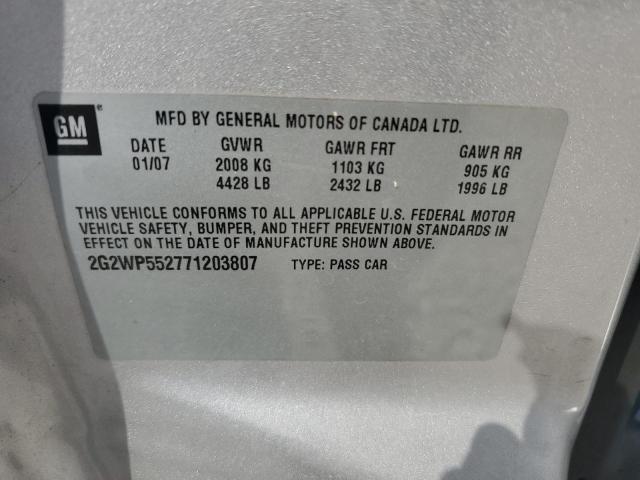 GM
MFD BY GENERAL MOTORS OF CANADA LTD.
DATE GVWR GAWR FRT GAWR RR
01/07 2008 KG 1103 KG 905 KG
4428 LB 2432 LB 1996 LB
THIS VEHICLE CONFORMS TO ALL APPLICABLE U.S. FEDERAL MOTOR
VEHICLE SAFETY, BUMPER, AND THEFT PREVENTION STANDARDS IN
EFFECT ON THE DATE OF MANUFACTURE SHOWN ABOVE.
2G2WP552771203807 TYPE: PASS CAR